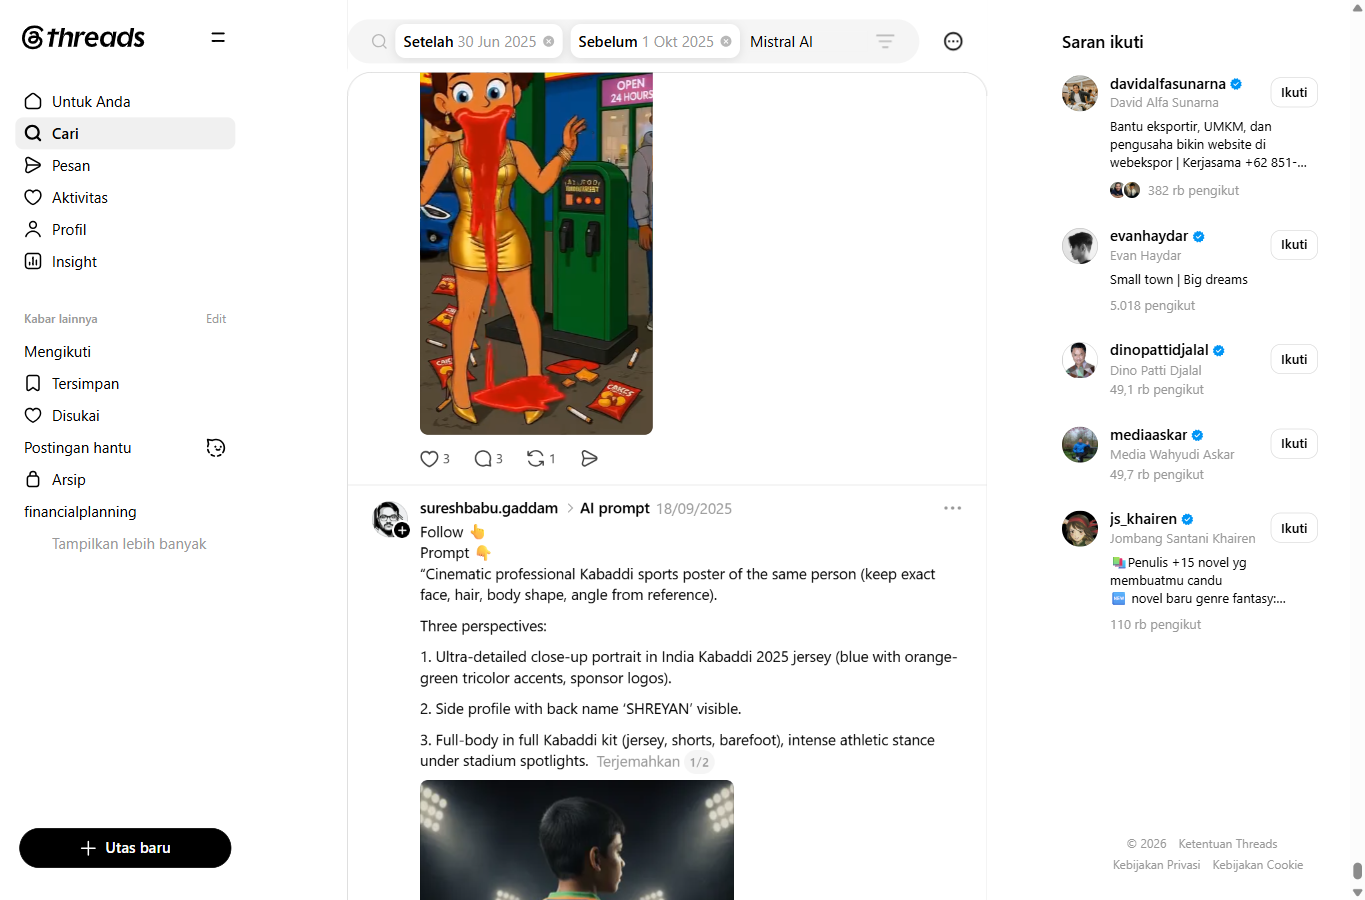 threads
Untuk Anda
Cari
Pesan
Aktivitas
Profil
Insight
Kabar lainnya
Edit
Mengikuti
Tersimpan
Disukai
Postingan hantu
Arsip
financialplanning
Tampilkan lebih banyak
Utas baru
Setelah 30 Jun 2025
Sebelum 1 Okt 2025
Mistral AI
OPEN
24 HOURS
3
3
1
sureshbabu.gaddam > AI prompt 18/09/2025
Follow 👆
Prompt 👇
“Cinematic professional Kabaddi sports poster of the same person (keep exact
face, hair, body shape, angle from reference).
Three perspectives:
1. Ultra-detailed close-up portrait in India Kabaddi 2025 jersey (blue with orange-
green tricolor accents, sponsor logos).
2. Side profile with back name ‘SHREYAN’ visible.
3. Full-body in full Kabaddi kit (jersey, shorts, barefoot), intense athletic stance
under stadium spotlights. Terjemahkan 1/2
Saran ikuti
davidalfasunarna
Ikuti
David Alfa Sunarna
Bantu eksportir, UMKM, dan
pengusaha bikin website di
webekspor | Kerjasama +62 851-...
382 rb pengikut
evanhaydar
Ikuti
Evan Haydar
Small town | Big dreams
5.018 pengikut
dinopattidjalal
Ikuti
Dino Patti Djalal
49,1 rb pengikut
mediaaskar
Ikuti
Media Wahyudi Askar
49,7 rb pengikut
js_khairen
Ikuti
Jombang Santani Khairen
📚Penulis +15 novel yg
membuatmu candu
🆕 novel baru genre fantasy:...
110 rb pengikut
© 2026 Ketentuan Threads
Kebijakan Privasi Kebijakan Cookie